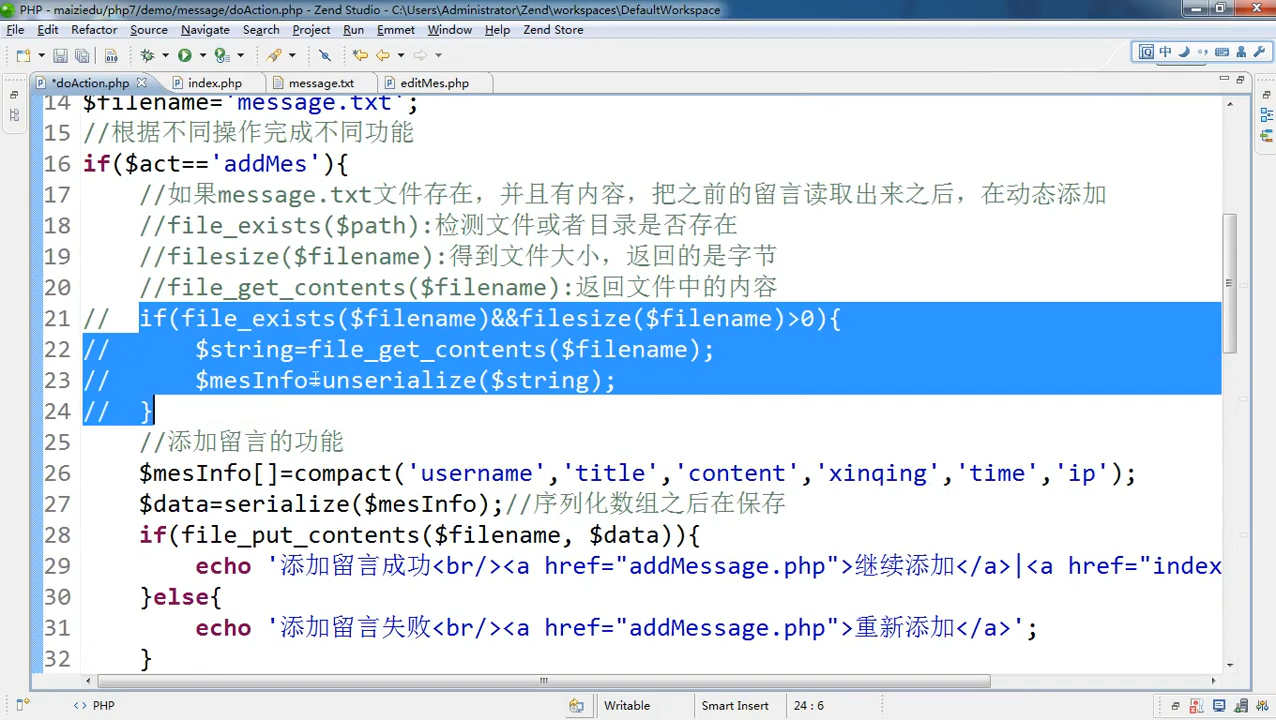 PHP - maiziedu/php7/demo/message/doAction.php - Zend Studio - C:\Users\Administrator\Zend\workspaces\DefaultWorkspace
File Edit Refactor Source Navigate Search Project Run Emmet Window Help Zend Store
中
*doAction.php index.php message.txt editMes.php
14 $filename='message.txt';
15 //根据不同操作完成不同功能
16 if($act=='addMes'){
17 //如果message.txt文件存在，并且有内容，把之前的留言读取出来之后，在动态添加
18 //file_exists($path):检测文件或者目录是否存在
19 //filesize($filename):得到文件大小，返回的是字节
20 //file_get_contents($filename):返回文件中的内容
21 // if(file_exists($filename)&&filesize($filename)>0){
22 // $string=file_get_contents($filename);
23 // $mesInfo=unserialize($string);
24 // }
25 //添加留言的功能
26 $mesInfo[]=compact('username','title','content','xinqing','time','ip');
27 $data=serialize($mesInfo);//序列化数组之后在保存
28 if(file_put_contents($filename, $data)){
29 echo '添加留言成功<br/><a href="addMessage.php">继续添加</a>|<a href="index
30 }else{
31 echo '添加留言失败<br/><a href="addMessage.php">重新添加</a>';
32 }
PHP Writable Smart Insert 24 : 6